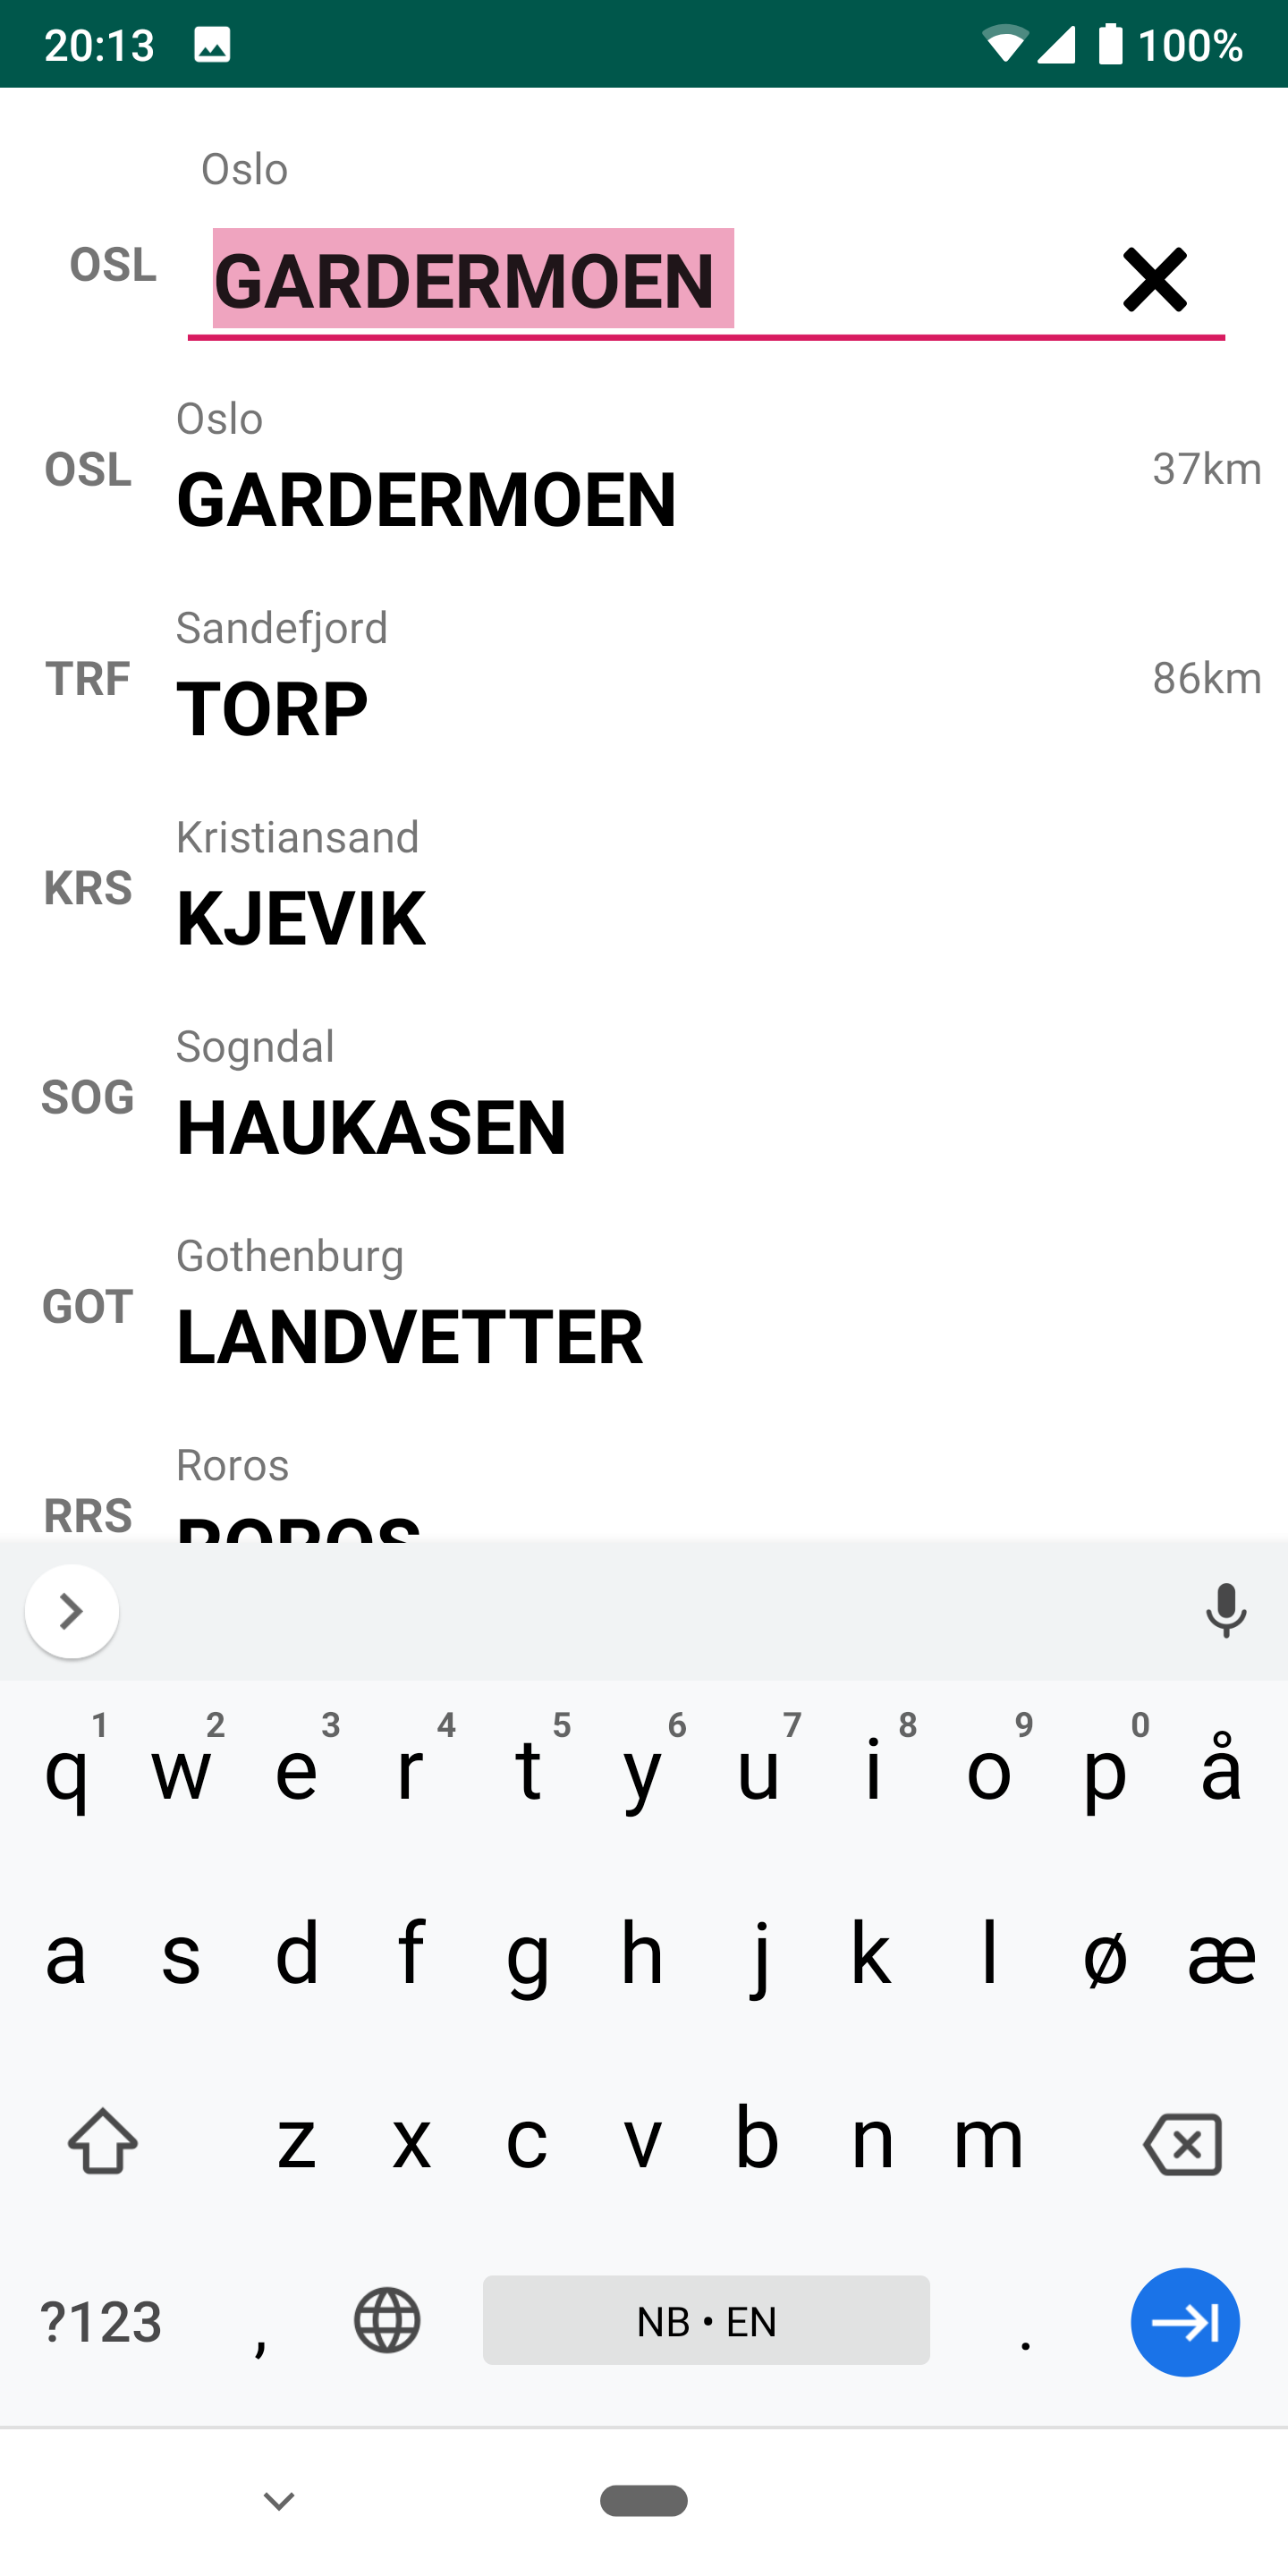 20:13 100%
Oslo
OSL GARDERMOEN
Oslo
OSL GARDERMOEN 37km
Sandefjord
TRF TORP 86km
Kristiansand
KRS KJEVIK
Sogndal
SOG HAUKASEN
Gothenburg
GOT LANDVETTER
Roros
RRS ROROS
1 2 3 4 5 6 7 8 9 0
q w e r t y u i o p å
a s d f g h j k l ø æ
z x c v b n m
?123 , NB • EN .